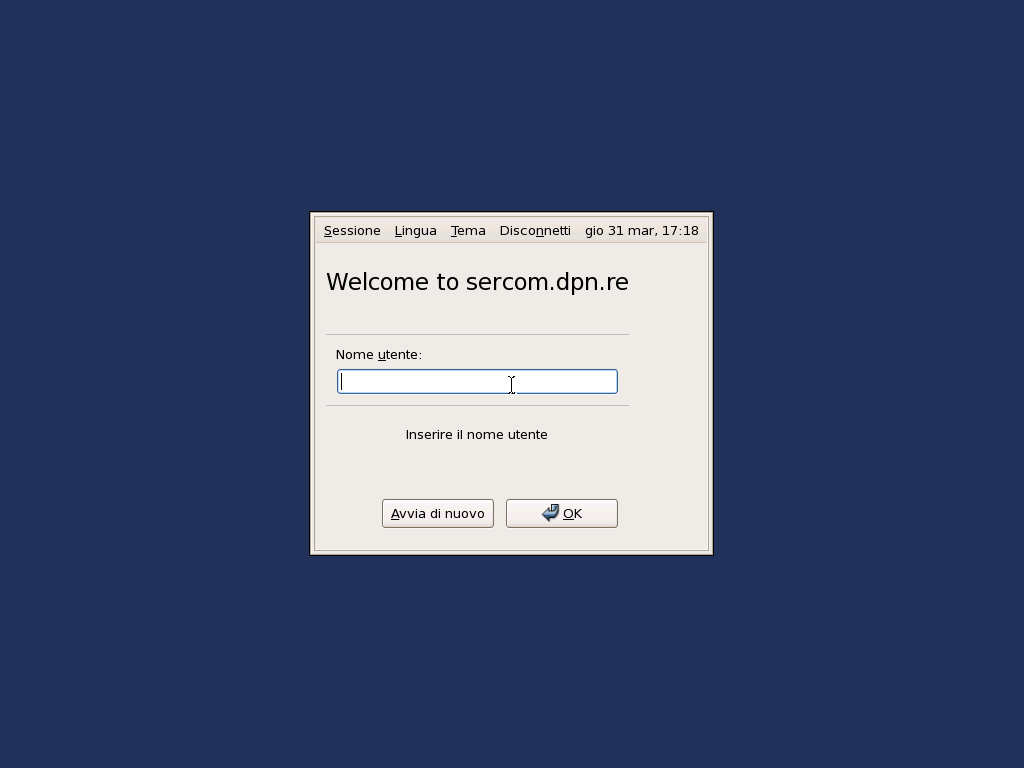 Sessione Lingua Tema Disconnetti gio 31 mar, 17:18
Welcome to sercom.dpn.re
Nome utente:
Inserire il nome utente
Avvia di nuovo OK